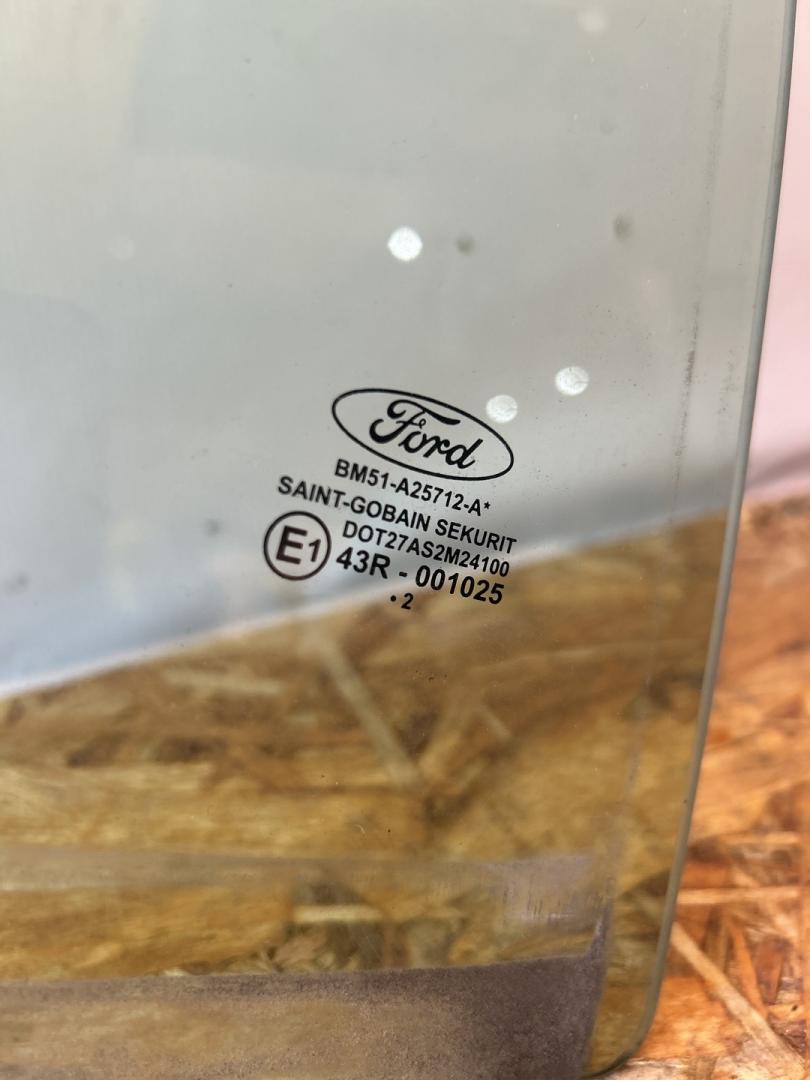 Ford
BM51-A25712-A*
SAINT-GOBAIN SEKURIT
DOT27AS2M24100
E1 43R - 001025
• 2